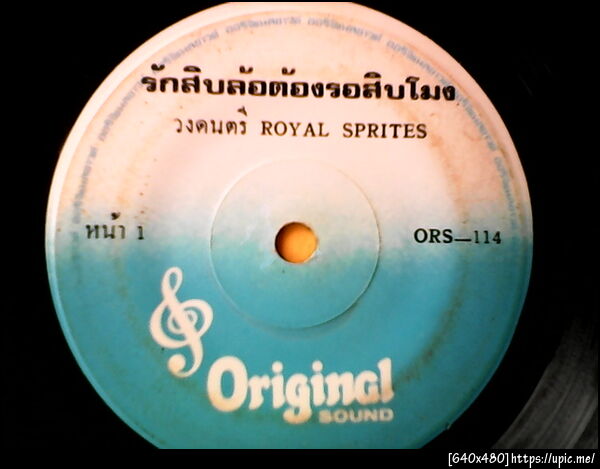 รักสิบล้อต้องรอสิบโมง
วงดนตรี ROYAL SPRITES
หน้า 1
ORS—114
Original
SOUND
[640x480]https://upic.me/